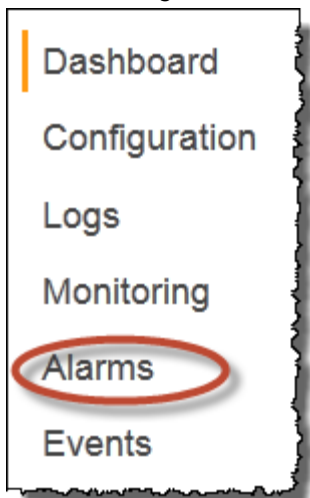 Dashboard
Configuration
Logs
Monitoring
Alarms
Events